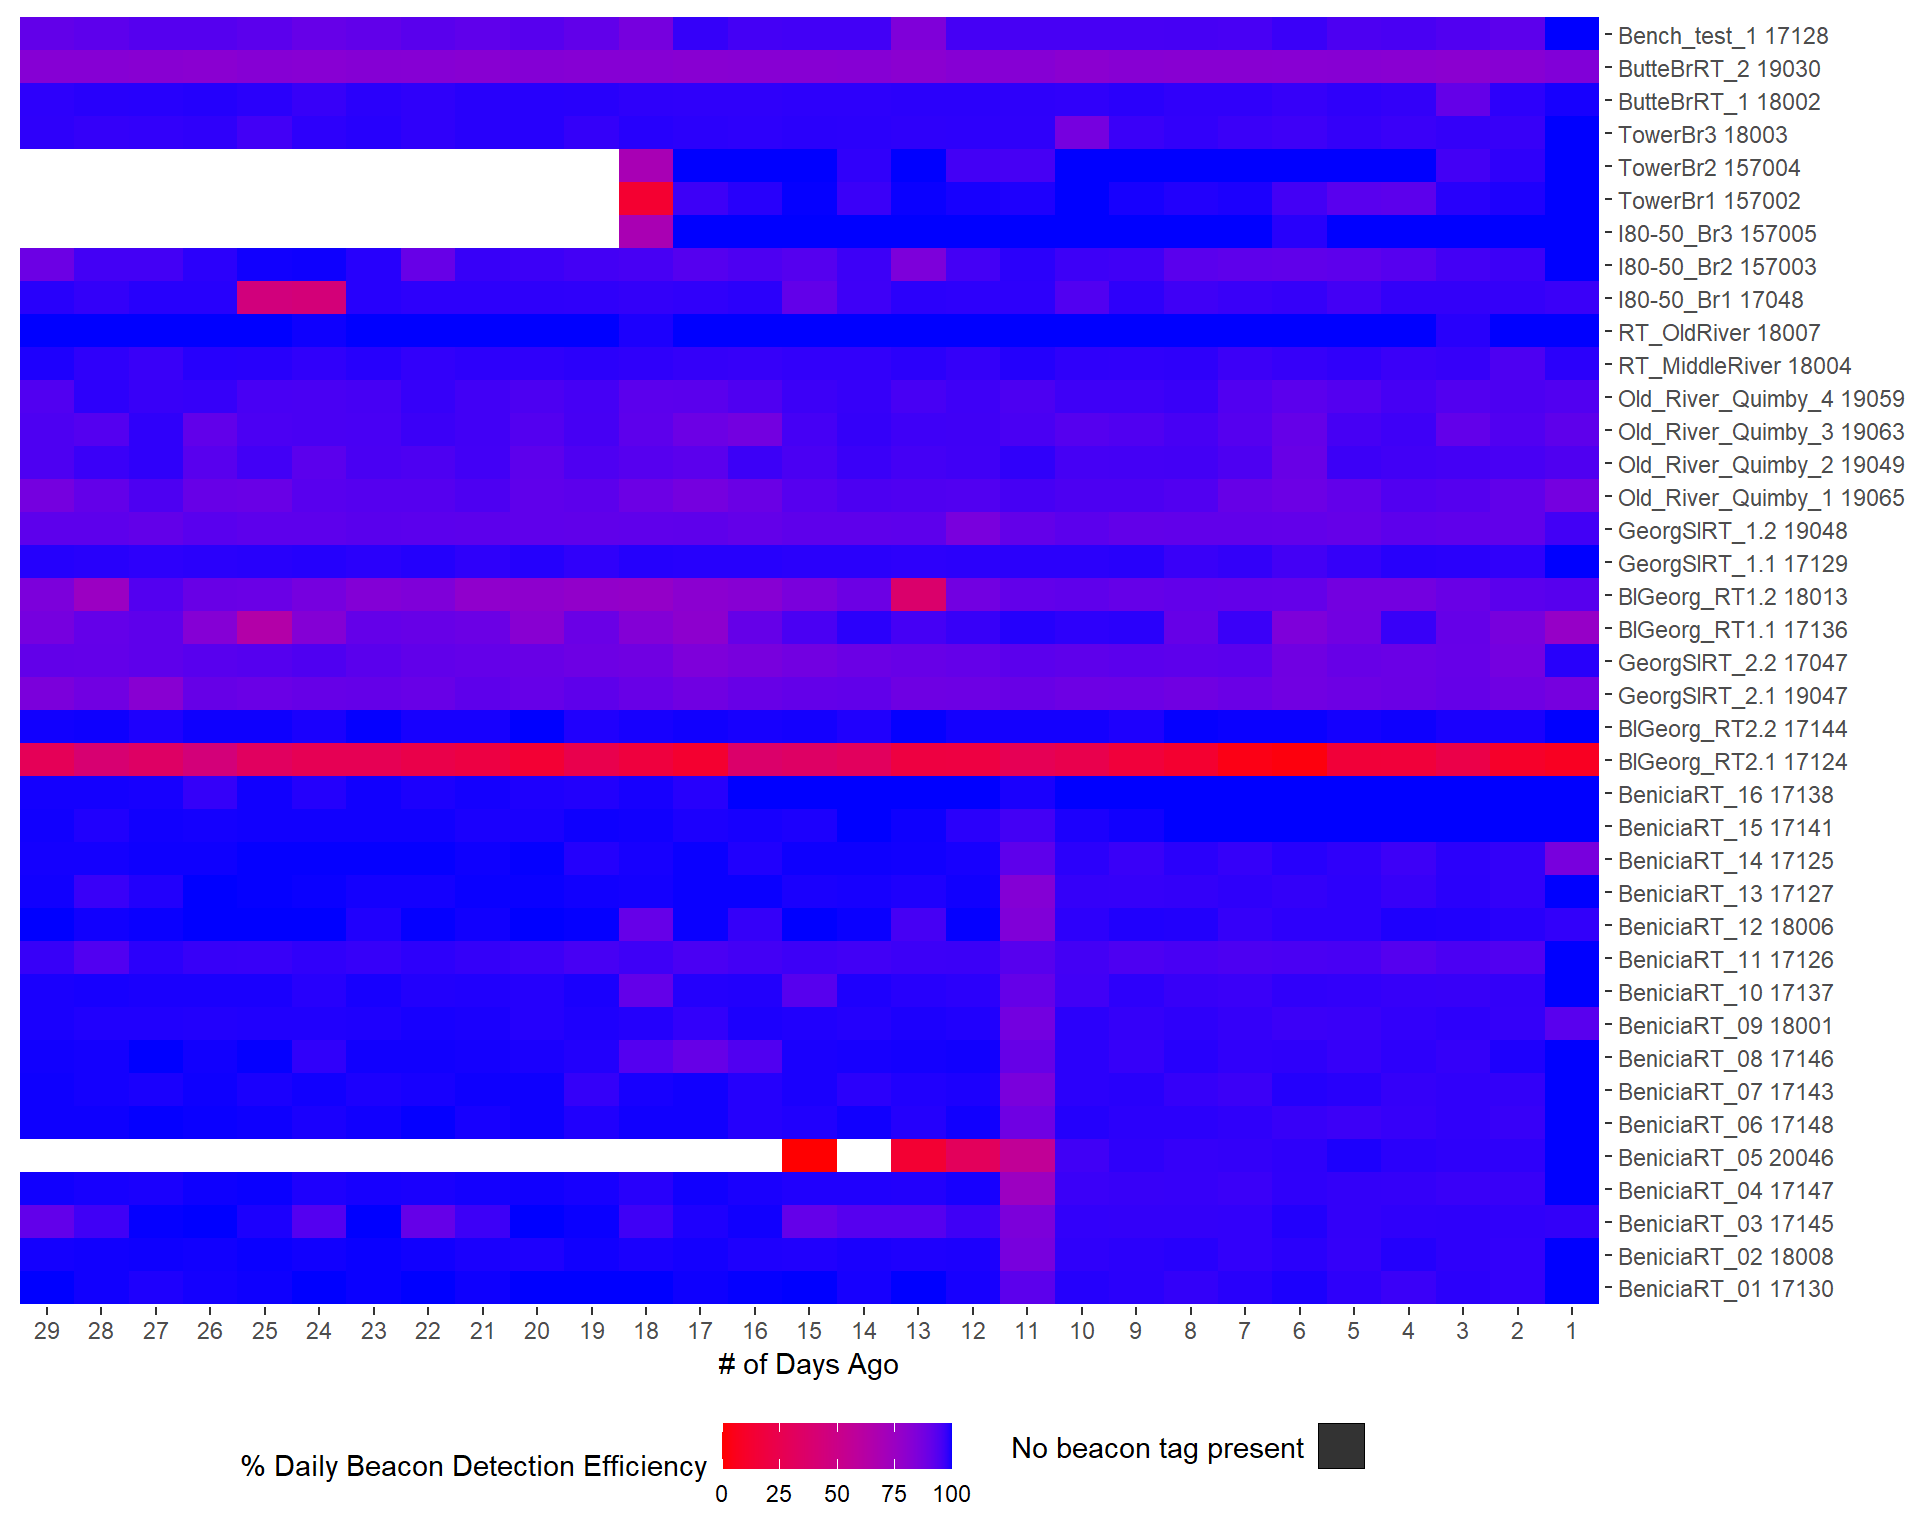 Bench_test_1 17128
ButteBrRT_2 19030
ButteBrRT_1 18002
TowerBr3 18003
TowerBr2 157004
TowerBr1 157002
I80-50_Br3 157005
I80-50_Br2 157003
I80-50_Br1 17048
RT_OldRiver 18007
RT_MiddleRiver 18004
Old_River_Quimby_4 19059
Old_River_Quimby_3 19063
Old_River_Quimby_2 19049
Old_River_Quimby_1 19065
GeorgSlRT_1.2 19048
GeorgSlRT_1.1 17129
BlGeorg_RT1.2 18013
BlGeorg_RT1.1 17136
GeorgSlRT_2.2 17047
GeorgSlRT_2.1 19047
BlGeorg_RT2.2 17144
BlGeorg_RT2.1 17124
BeniciaRT_16 17138
BeniciaRT_15 17141
BeniciaRT_14 17125
BeniciaRT_13 17127
BeniciaRT_12 18006
BeniciaRT_11 17126
BeniciaRT_10 17137
BeniciaRT_09 18001
BeniciaRT_08 17146
BeniciaRT_07 17143
BeniciaRT_06 17148
BeniciaRT_05 20046
BeniciaRT_04 17147
BeniciaRT_03 17145
BeniciaRT_02 18008
BeniciaRT_01 17130
29 28 27 26 25 24 23 22 21 20 19 18 17 16 15 14 13 12 11 10 9 8 7 6 5 4 3 2 1
# of Days Ago
% Daily Beacon Detection Efficiency
0 25 50 75 100
No beacon tag present